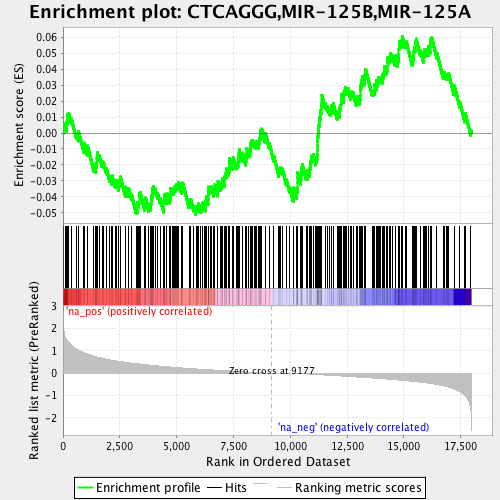 Enrichment plot: CTCAGGG,MIR-125B,MIR-125A
Enrichment score (ES)
0.06
0.05
0.04
0.03
0.02
0.01
0.00
-0.01
-0.02
-0.03
-0.04
-0.05
Ranked list metric (PreRanked)
3
2
1
0
-1
-2
'na_pos' (positively correlated)
Zero cross at 9177
'na_neg' (negatively correlated)
0
2,500
5,000
7,500
10,000
12,500
15,000
17,500
Rank in Ordered Dataset
Enrichment profile
Hits
Ranking metric scores